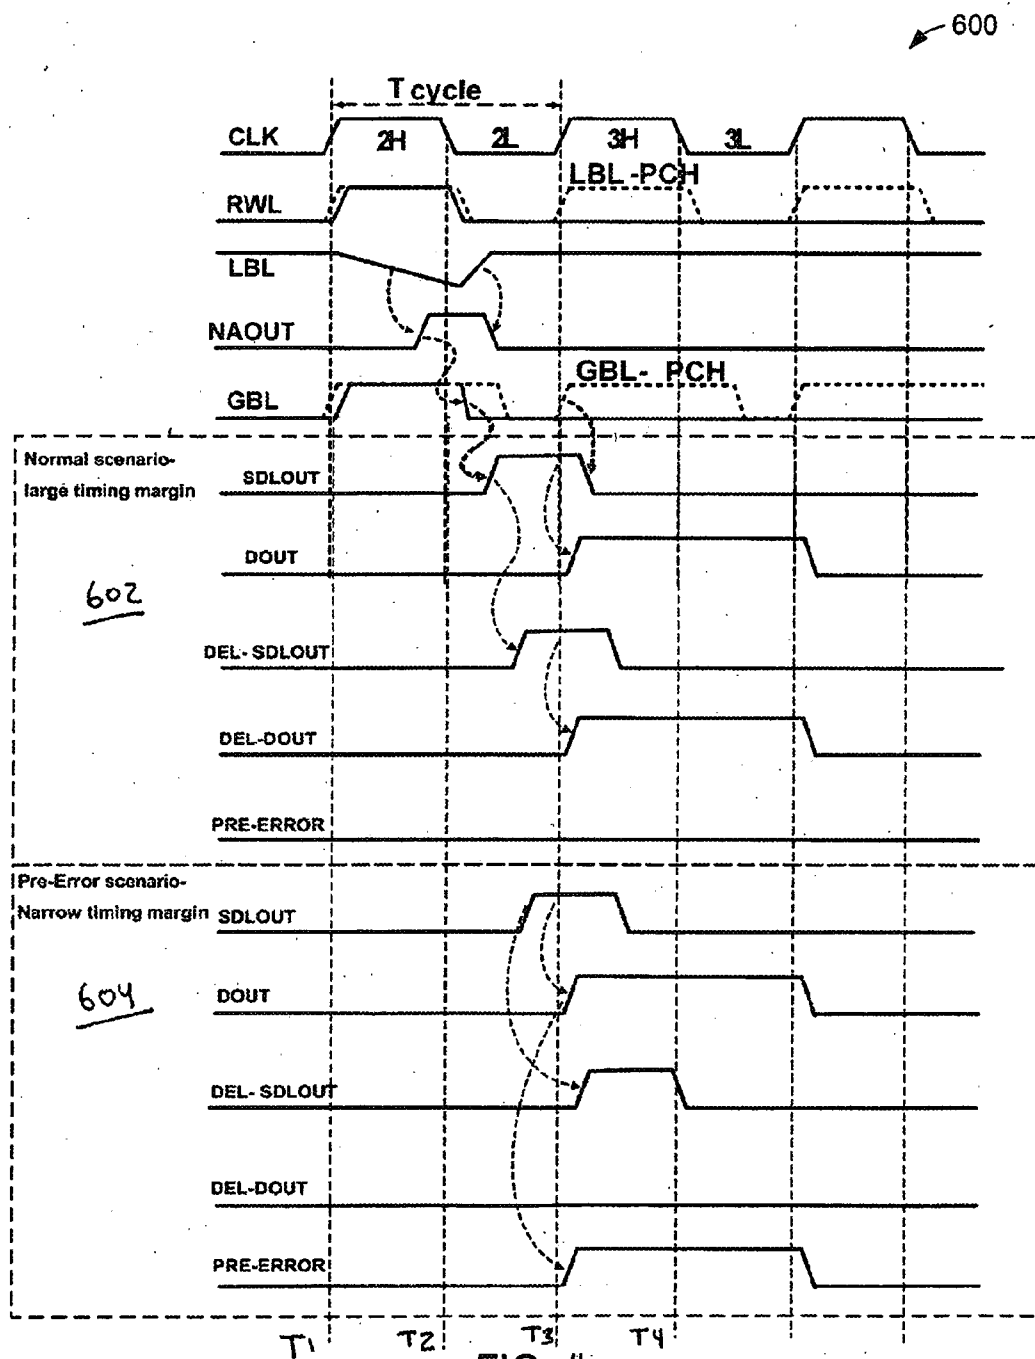 600
T cycle
CLK
2H
2L
3H
3L
LBL-PCH
RWL
LBL
NAOUT
GBL- PCH
GBL
Normal scenario-
large timing margin
SDLOUT
DOUT
602
DEL- SDLOUT
DEL-DOUT
PRE-ERROR
Pre-Error scenario-
Narrow timing margin
SDLOUT
604
DOUT
DEL- SDLOUT
DEL-DOUT
PRE-ERROR
T1
T2
T3
T4